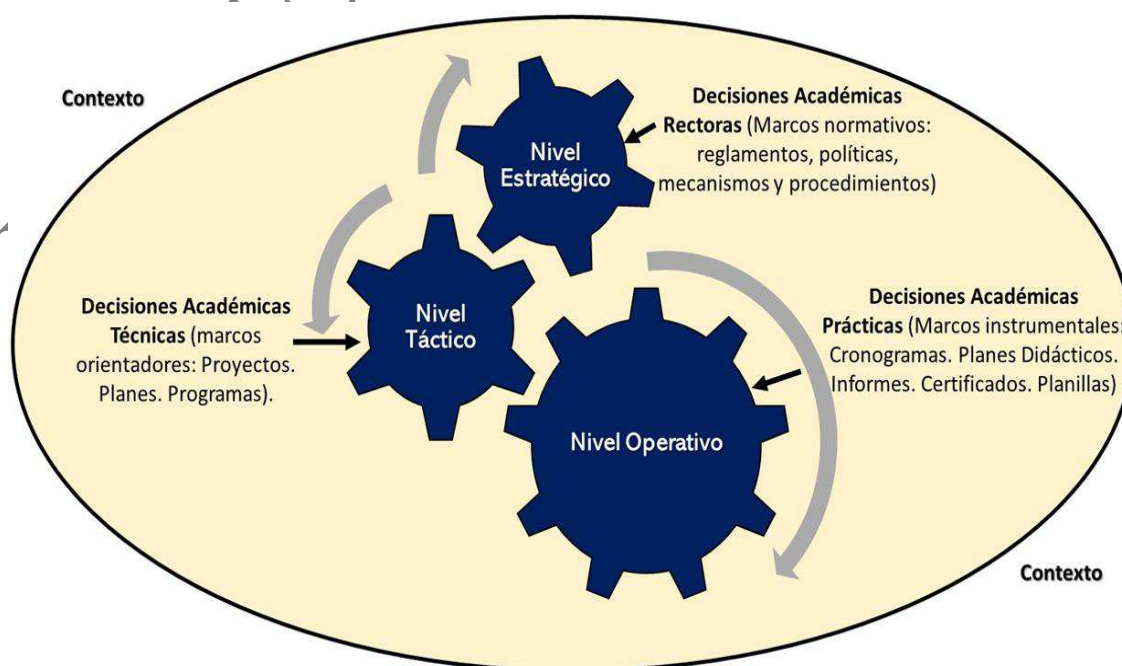 Contexto
Decisiones Académicas
Rectoras (Marcos normativos:
reglamentos, políticas,
mecanismos y procedimientos)
Nivel
Estratégico
Decisiones Académicas
Técnicas (marcos
orientadores: Proyectos.
Planes. Programas).
Nivel
Táctico
Decisiones Académicas
Prácticas (Marcos instrumentales:
Cronogramas. Planes Didácticos.
Informes. Certificados. Planillas)
Nivel Operativo
Contexto